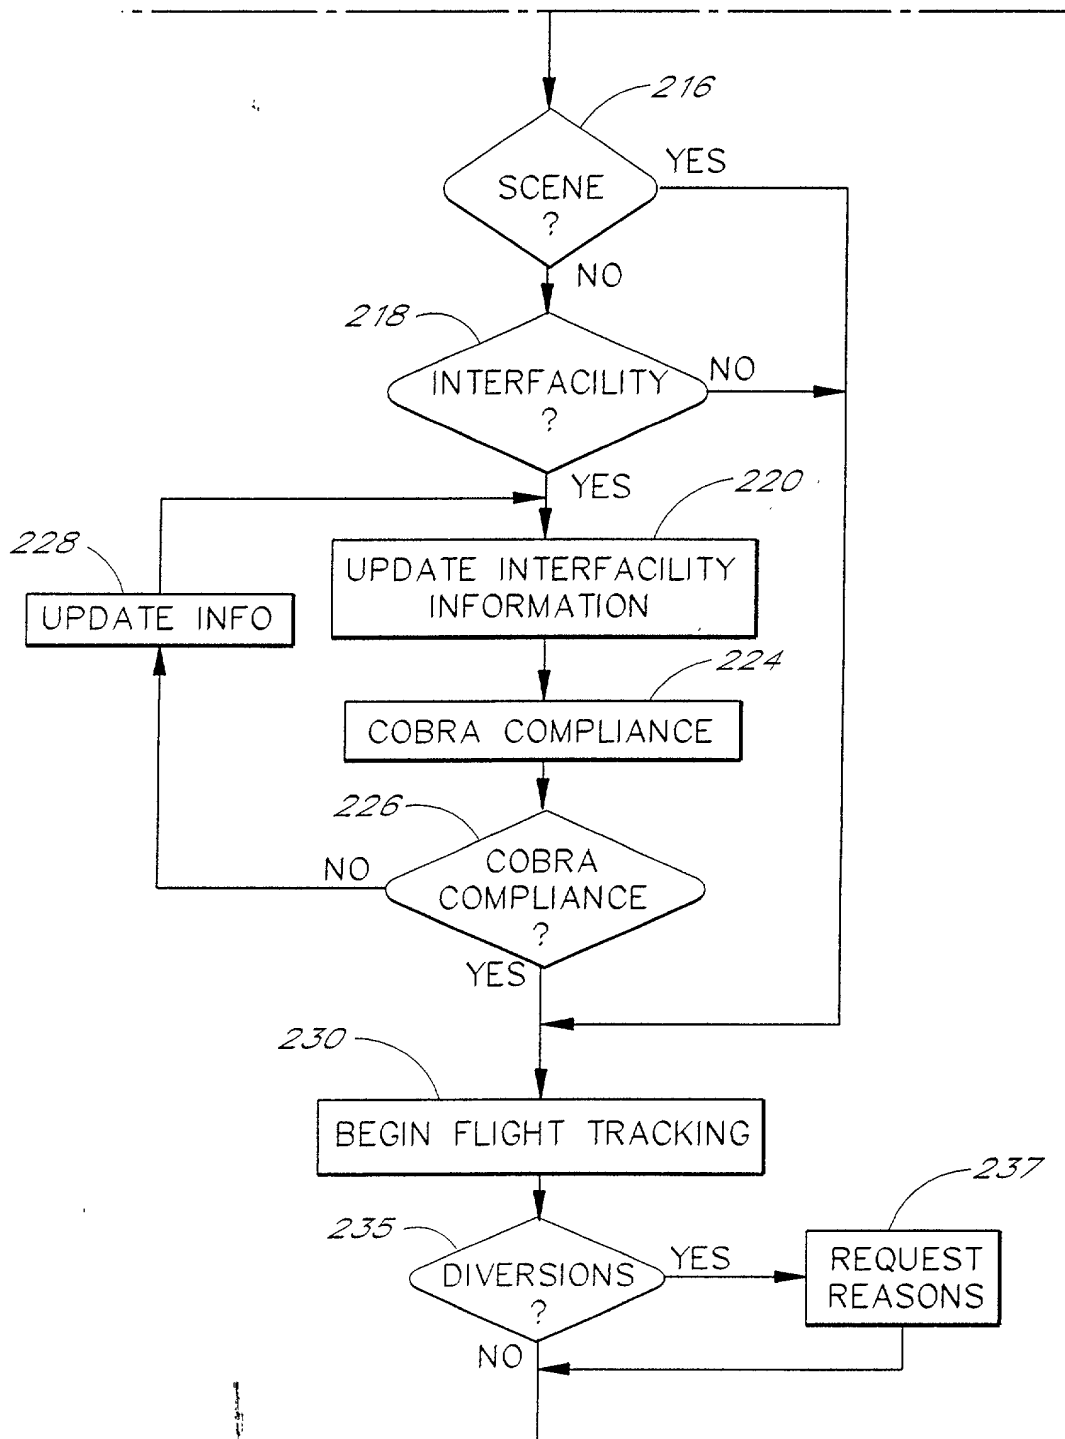 216
YES
SCENE
?
NO
218
INTERFACILITY
?
NO
YES
220
228
UPDATE INTERFACILITY
INFORMATION
UPDATE INFO
224
COBRA COMPLIANCE
226
NO
COBRA
COMPLIANCE
?
YES
230
BEGIN FLIGHT TRACKING
237
235
DIVERSIONS
?
YES
REQUEST
REASONS
NO